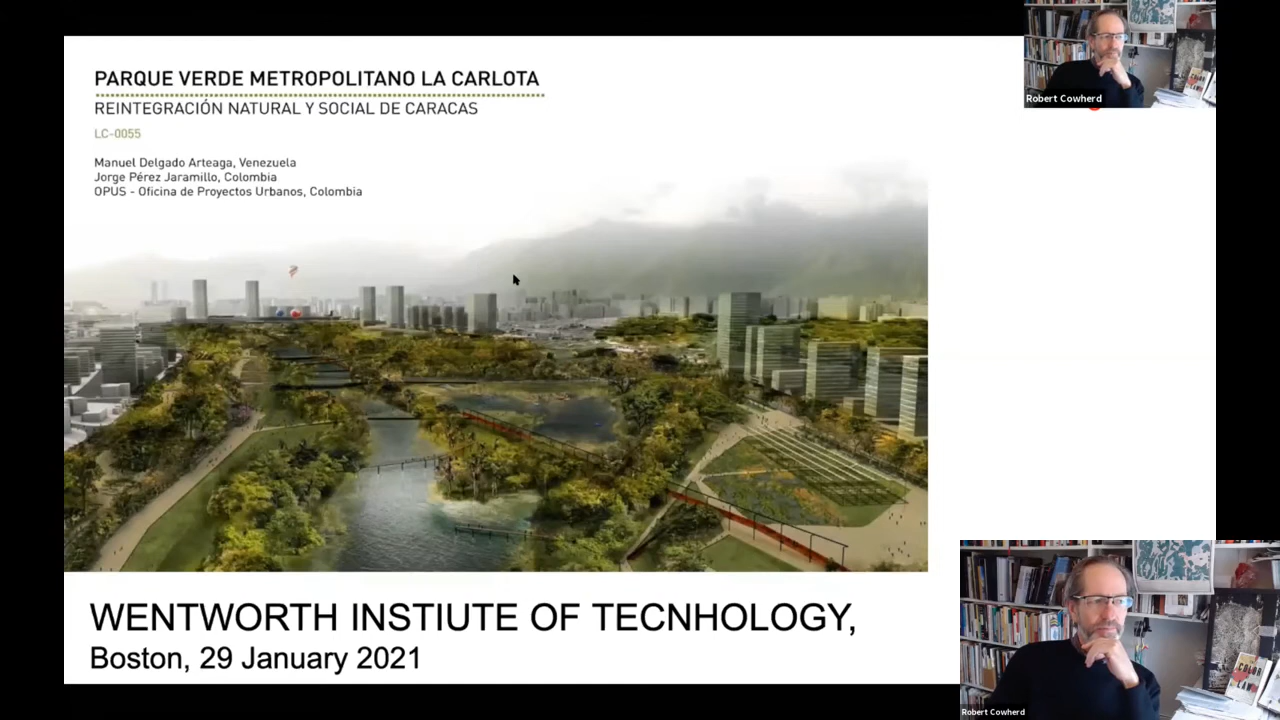 PARQUE VERDE METROPOLITANO LA CARLOTA
REINTEGRACIÓN NATURAL Y SOCIAL DE CARACAS
LC-0055
Manuel Delgado Arteaga, Venezuela
Jorge Pérez Jaramillo, Colombia
OPUS - Oficina de Proyectos Urbanos, Colombia
WENTWORTH INSTIUTE OF TECNHOLOGY,
Boston, 29 January 2021
Robert Cowherd
Robert Cowherd